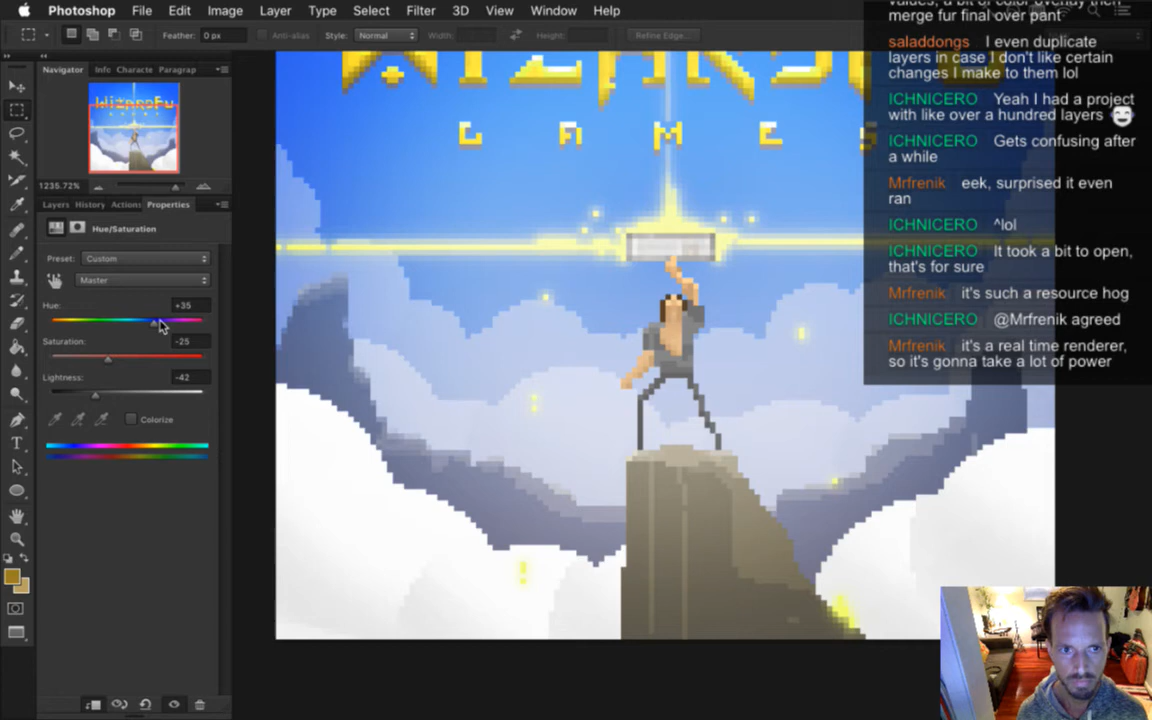 Photoshop File Edit Image Layer Type Select Filter 3D View Window Help
Feather: 0 px Anti-alias Style: Normal Width: Height: Refine Edge...
Navigator Info Characte Paragrap
WizardFu
1235.72%
Layers History Actions Properties
Hue/Saturation
Preset: Custom
Master
Hue: +35
Saturation: -25
Lightness: -42
Colorize
WIZARDFU
GAMES
merge fur final over pant
saladdongs I even duplicate
layers in case I don't like certain
changes I make to them lol
ICHNICERO Yeah I had a project
with like over a hundred layers
ICHNICERO Gets confusing after
a while
Mrfrenik eek, surprised it even
ran
ICHNICERO ^lol
ICHNICERO It took a bit to open,
that's for sure
Mrfrenik it's such a resource hog
ICHNICERO @Mrfrenik agreed
Mrfrenik it's a real time renderer,
so it's gonna take a lot of power